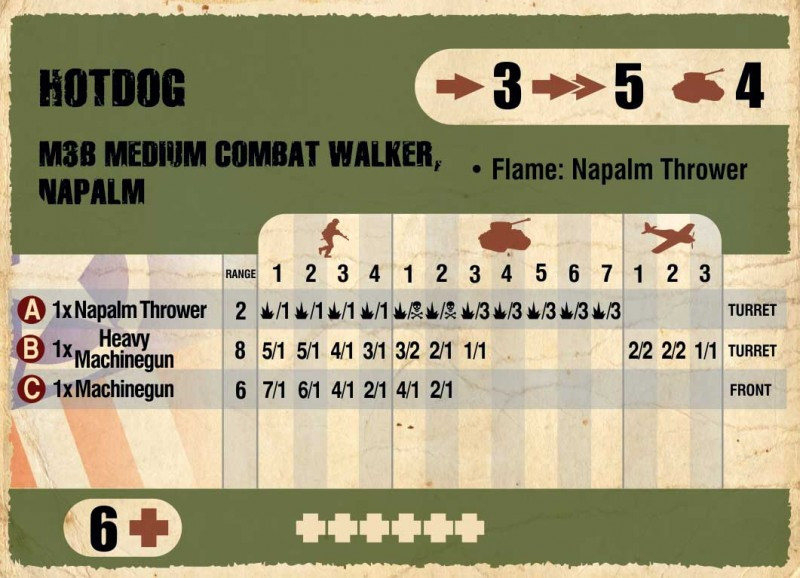 HOTDOG
3 5 4
M3B MEDIUM COMBAT WALKER,
NAPALM
• Flame: Napalm Thrower
RANGE 1 2 3 4 1 2 3 4 5 6 7 1 2 3
A 1x Napalm Thrower 2 /1 /1 /1 /1 / / /3 /3 /3 /3 /3 TURRET
B 1x Heavy Machinegun 8 5/1 5/1 4/1 3/1 3/2 2/1 1/1 2/2 2/2 1/1 TURRET
C 1x Machinegun 6 7/1 6/1 4/1 2/1 4/1 2/1 FRONT
6